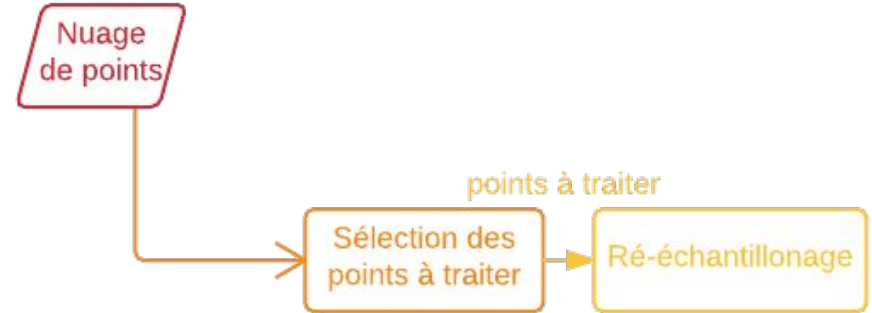 Nuage
de points
points à traiter
Sélection des
points à traiter
Ré-échantillonage